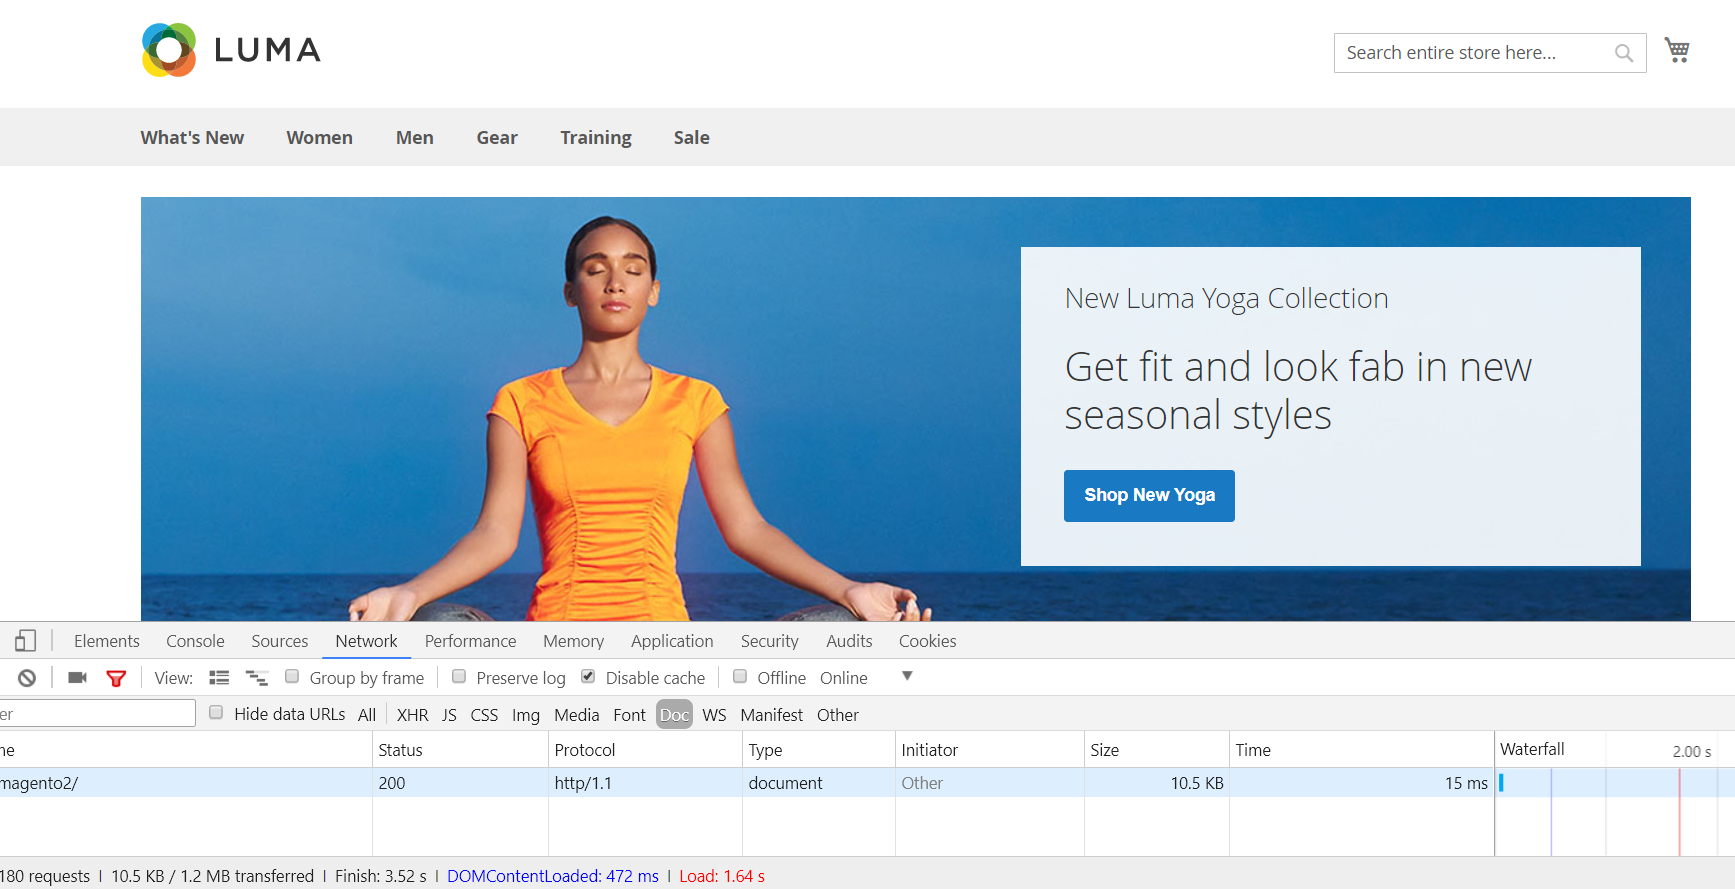 LUMA
Search entire store here...
What's New Women Men Gear Training Sale
New Luma Yoga Collection
Get fit and look fab in new
seasonal styles
Shop New Yoga
Elements Console Sources Network Performance Memory Application Security Audits Cookies
View: Group by frame Preserve log Disable cache Offline Online
er Hide data URLs All XHR JS CSS Img Media Font Doc WS Manifest Other
me Status Protocol Type Initiator Size Time Waterfall 2.00 s
magento2/ 200 http/1.1 document Other 10.5 KB 15 ms
180 requests 10.5 KB / 1.2 MB transferred Finish: 3.52 s DOMContentLoaded: 472 ms Load: 1.64 s